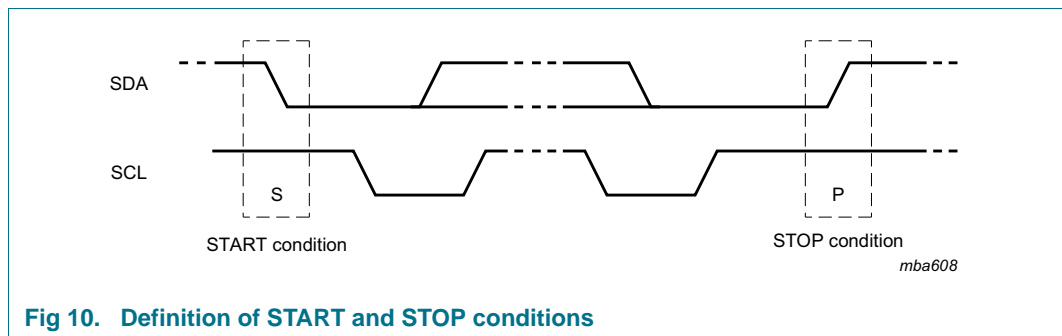 SDA
SCL
S
P
START condition
STOP condition
mba608
Fig 10. Definition of START and STOP conditions